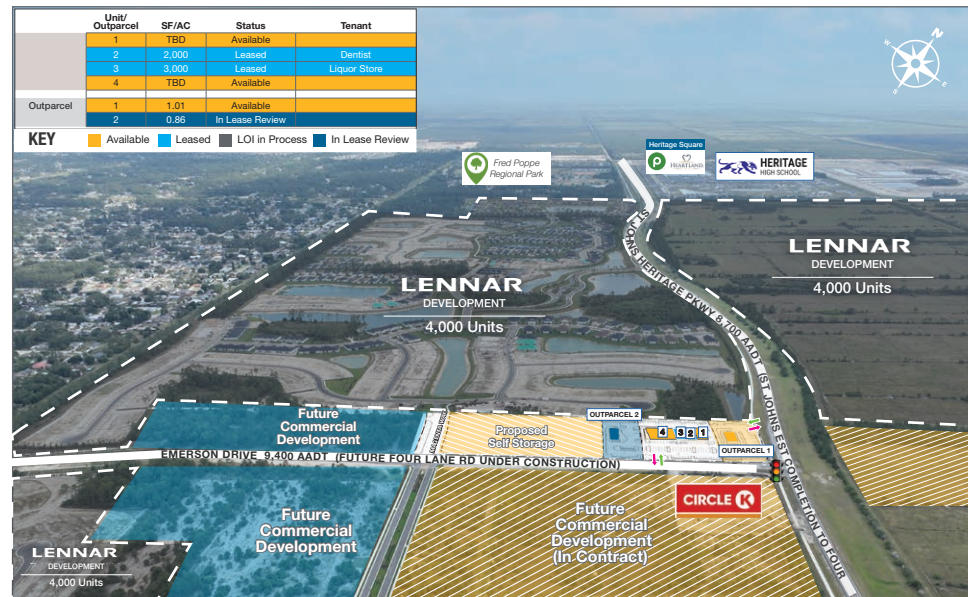 Unit/
Outparcel SF/AC Status Tenant
1 TBD Available
2 2,000 Leased Dentist
3 3,000 Leased Liquor Store
4 TBD Available
Outparcel 1 1.01 Available
2 0.86 In Lease Review
KEY Available Leased LOI in Process In Lease Review
N
E
S
W
Heritage Square
Fred Poppe
Regional Park
P
HEARTLAND
HERITAGE
HIGH SCHOOL
LENNAR
DEVELOPMENT
4,000 Units
LENNAR
DEVELOPMENT
4,000 Units
ST JOHNS HERITAGE PKWY 8,700 AADT (ST JOHNS EST COMPLETION TO FOUR
Future
Commercial
Development
Proposed
Self Storage
OUTPARCEL 2
4 3 2 1
OUTPARCEL 1
EMERSON DRIVE 9,400 AADT (FUTURE FOUR LANE RD UNDER CONSTRUCTION)
CIRCLE K
Future
Commercial
Development
Future
Commercial
Development
(In Contract)
LENNAR
DEVELOPMENT
4,000 Units